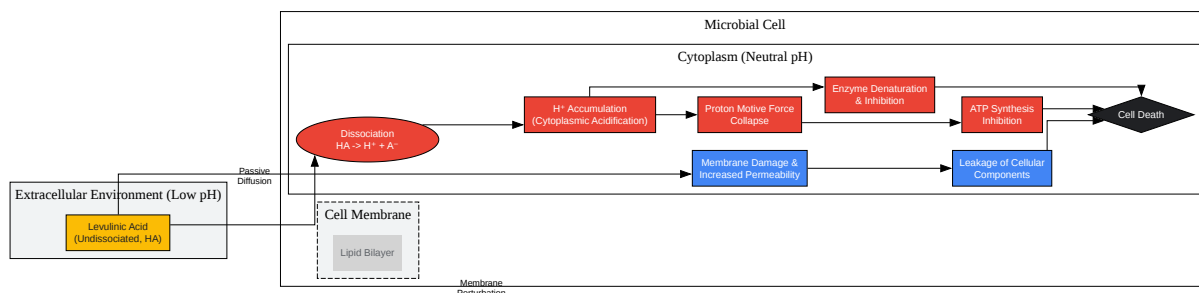 Microbial Cell
Cytoplasm (Neutral pH)
Enzyme Denaturation
& Inhibition
H⁺ Accumulation
(Cytoplasmic Acidification)
Proton Motive Force
Collapse
ATP Synthesis
Inhibition
Cell Death
Dissociation
HA -> H⁺ + A⁻
Membrane Damage &
Increased Permeability
Leakage of Cellular
Components
Passive
Diffusion
Extracellular Environment (Low pH)
Levulinic Acid
(Undissociated, HA)
Cell Membrane
Lipid Bilayer
Membrane
Perturbation